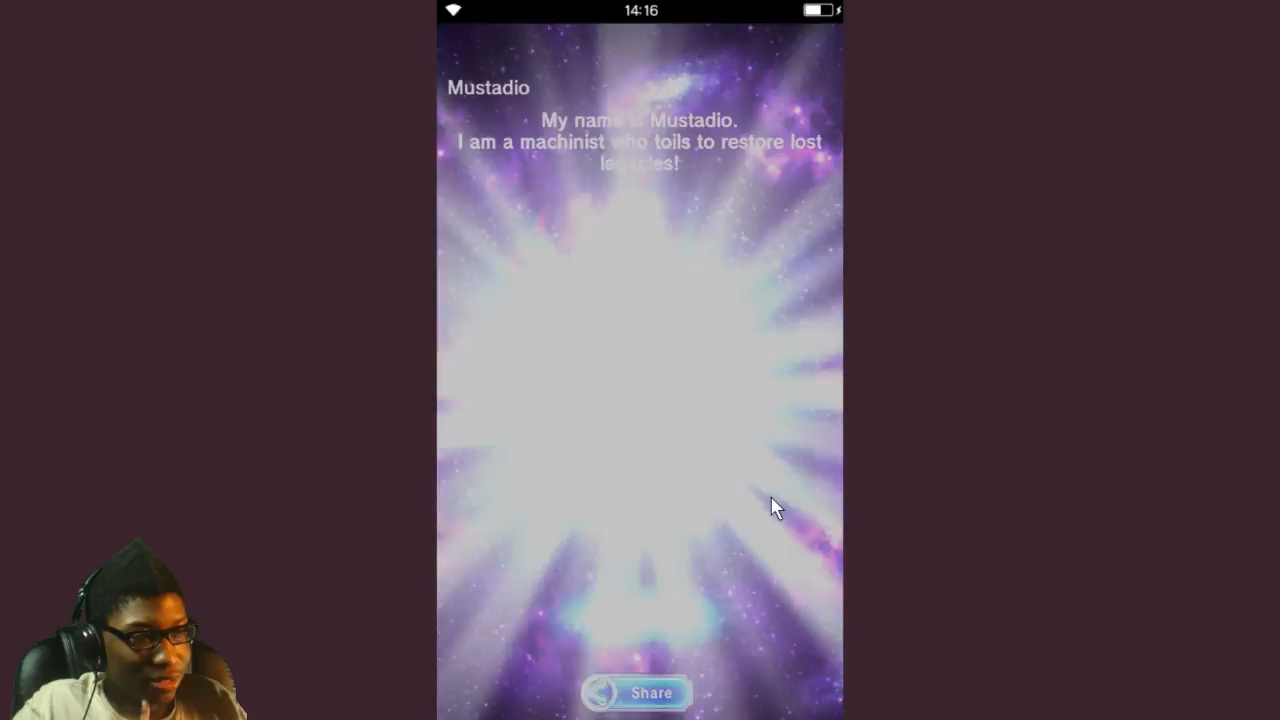 14:16
Mustadio
My name is Mustadio.
I am a machinist who toils to restore lost
legacies!
Share